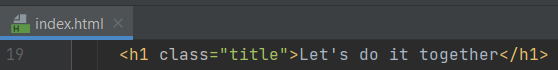 index.html
19 <h1 class="title">Let's do it together</h1>